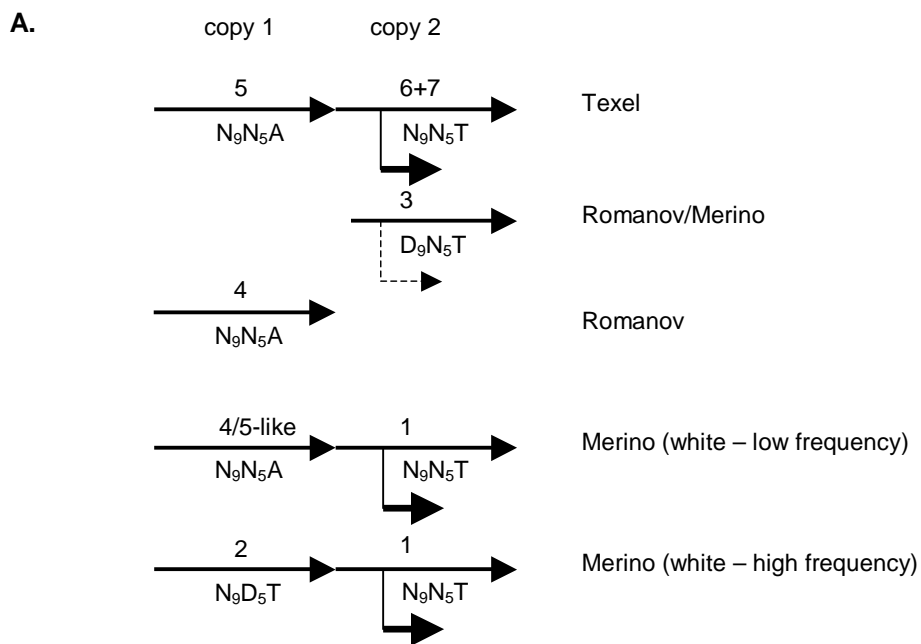 A. copy 1 copy 2
5 6+7 Texel
N₉N₅A N₉N₅T
3 Romanov/Merino
D₉N₅T
4 Romanov
N₉N₅A
4/5-like 1 Merino (white – low frequency)
N₉N₅A N₉N₅T
2 1 Merino (white – high frequency)
N₉D₅T N₉N₅T